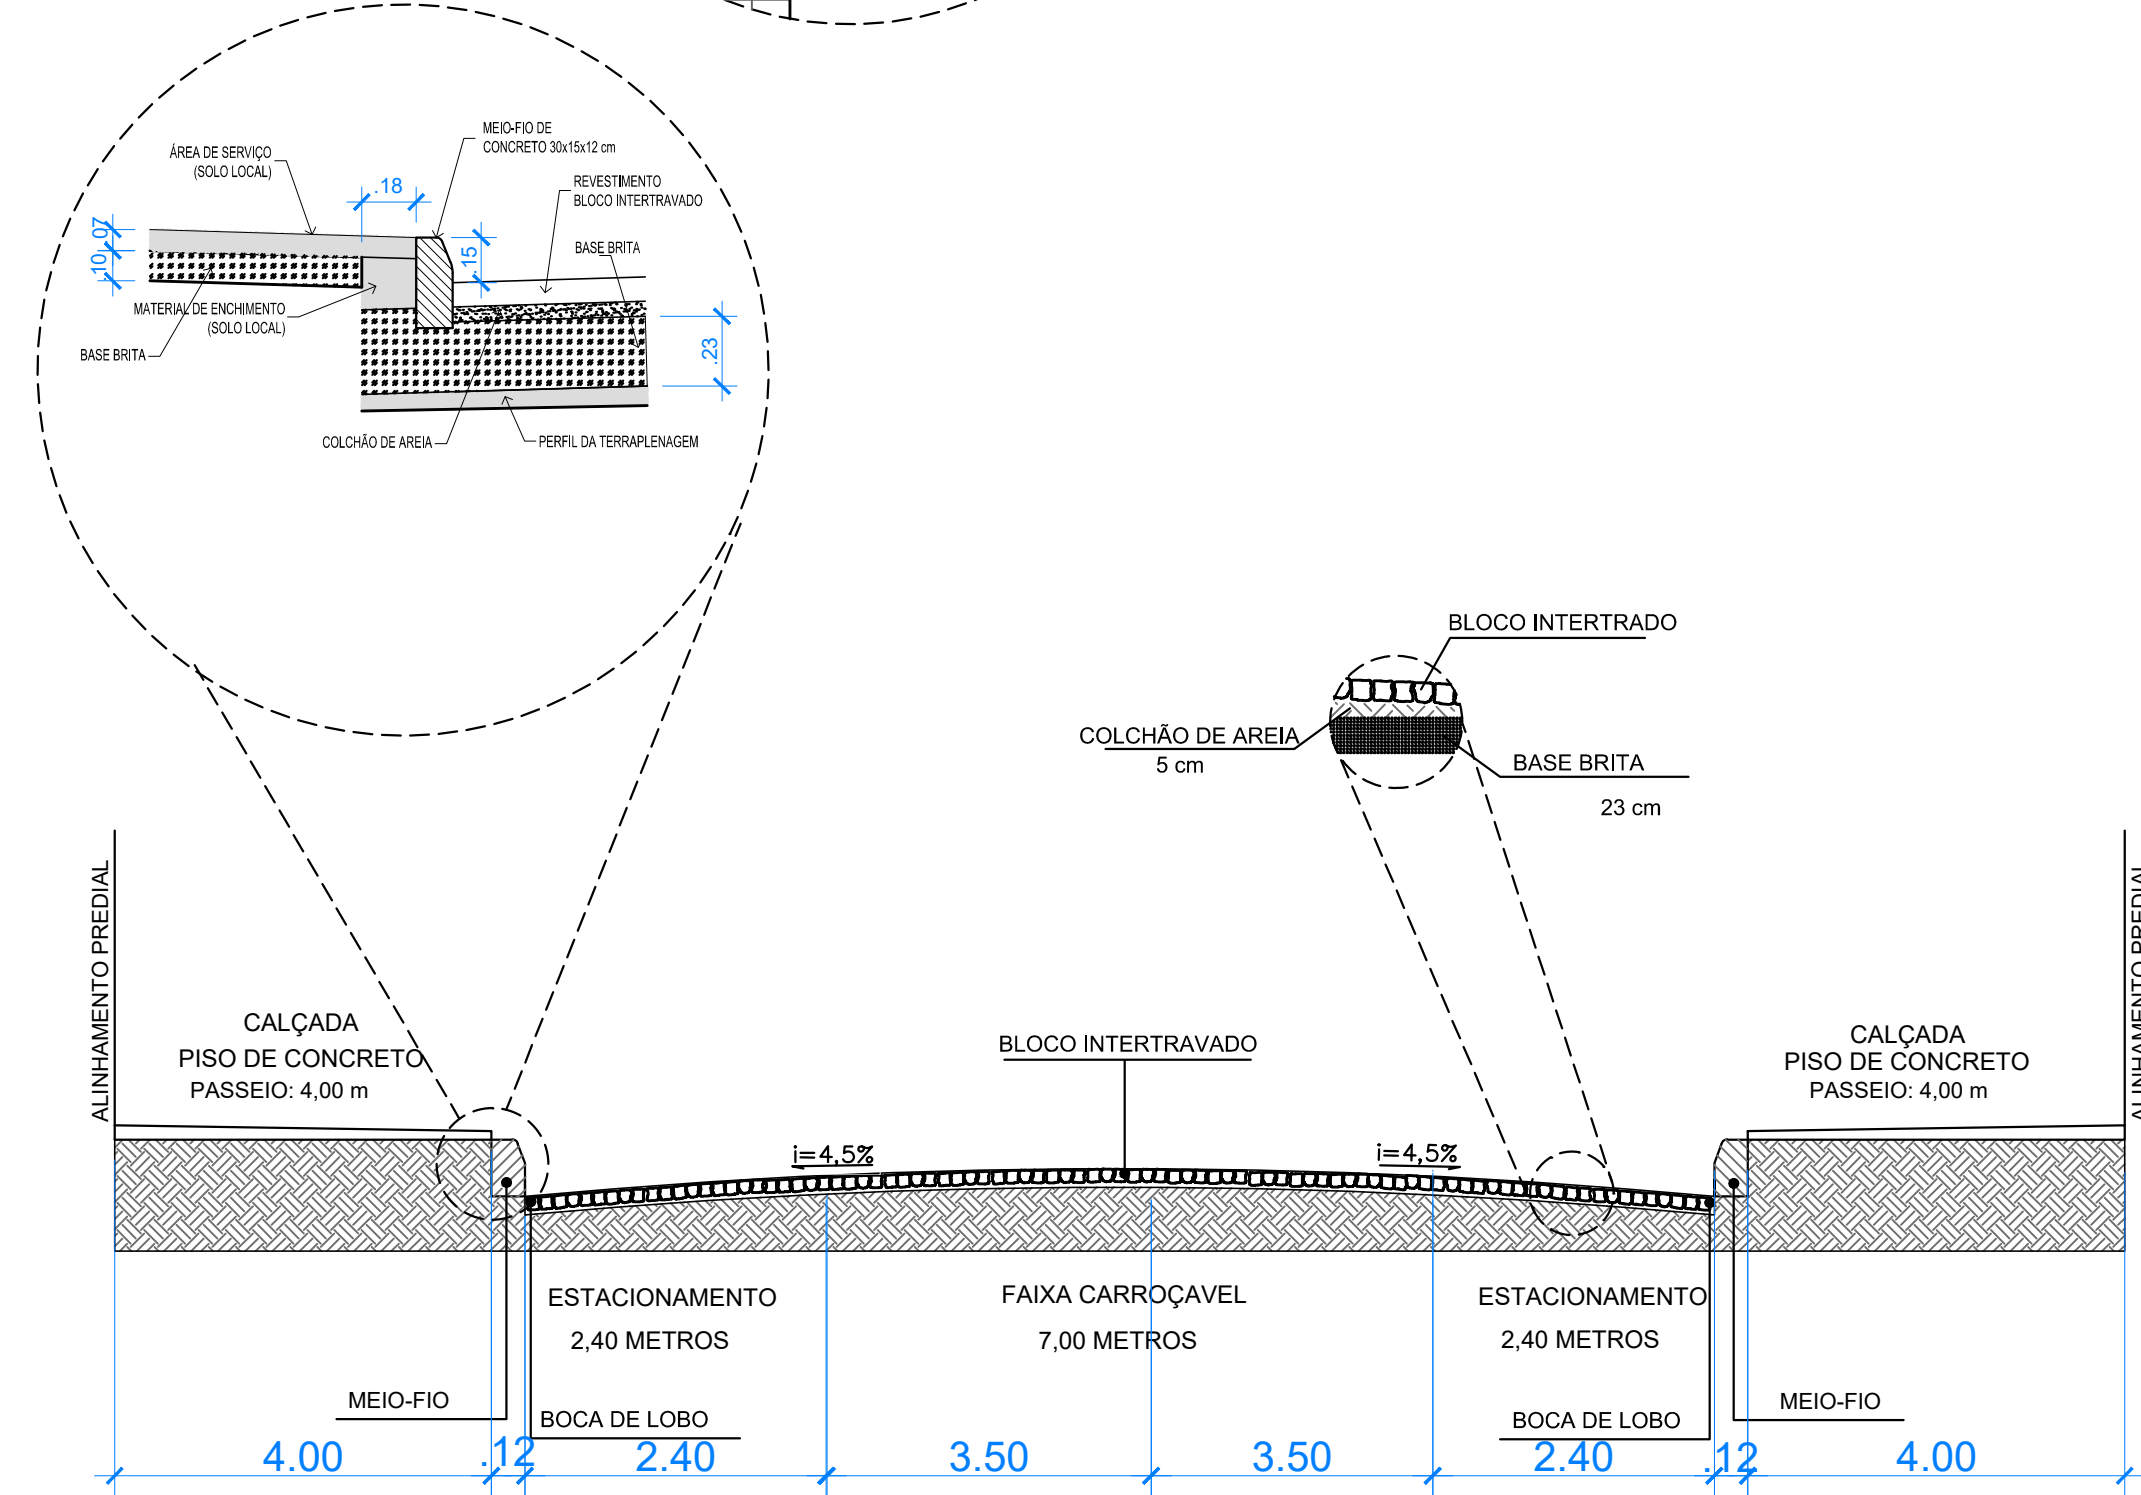 MEIO-FIO DE
CONCRETO 30x15x12 cm
ÁREA DE SERVIÇO
(SOLO LOCAL)
.18
REVESTIMENTO
BLOCO INTERTRAVADO
.07
.10
.15
BASE BRITA
MATERIAL DE ENCHIMENTO
(SOLO LOCAL)
BASE BRITA
.23
COLCHÃO DE AREIA
PERFIL DA TERRAPLENAGEM
BLOCO INTERTRADO
COLCHÃO DE AREIA
5 cm
BASE BRITA
23 cm
ALINHAMENTO PREDIAL
ALINHAMENTO PREDIAL
CALÇADA
PISO DE CONCRETO
PASSEIO: 4,00 m
BLOCO INTERTRAVADO
CALÇADA
PISO DE CONCRETO
PASSEIO: 4,00 m
i=4,5%
i=4,5%
ESTACIONAMENTO
2,40 METROS
FAIXA CARROÇAVEL
7,00 METROS
ESTACIONAMENTO
2,40 METROS
MEIO-FIO
BOCA DE LOBO
BOCA DE LOBO
MEIO-FIO
4.00
.12
2.40
3.50
3.50
2.40
.12
4.00